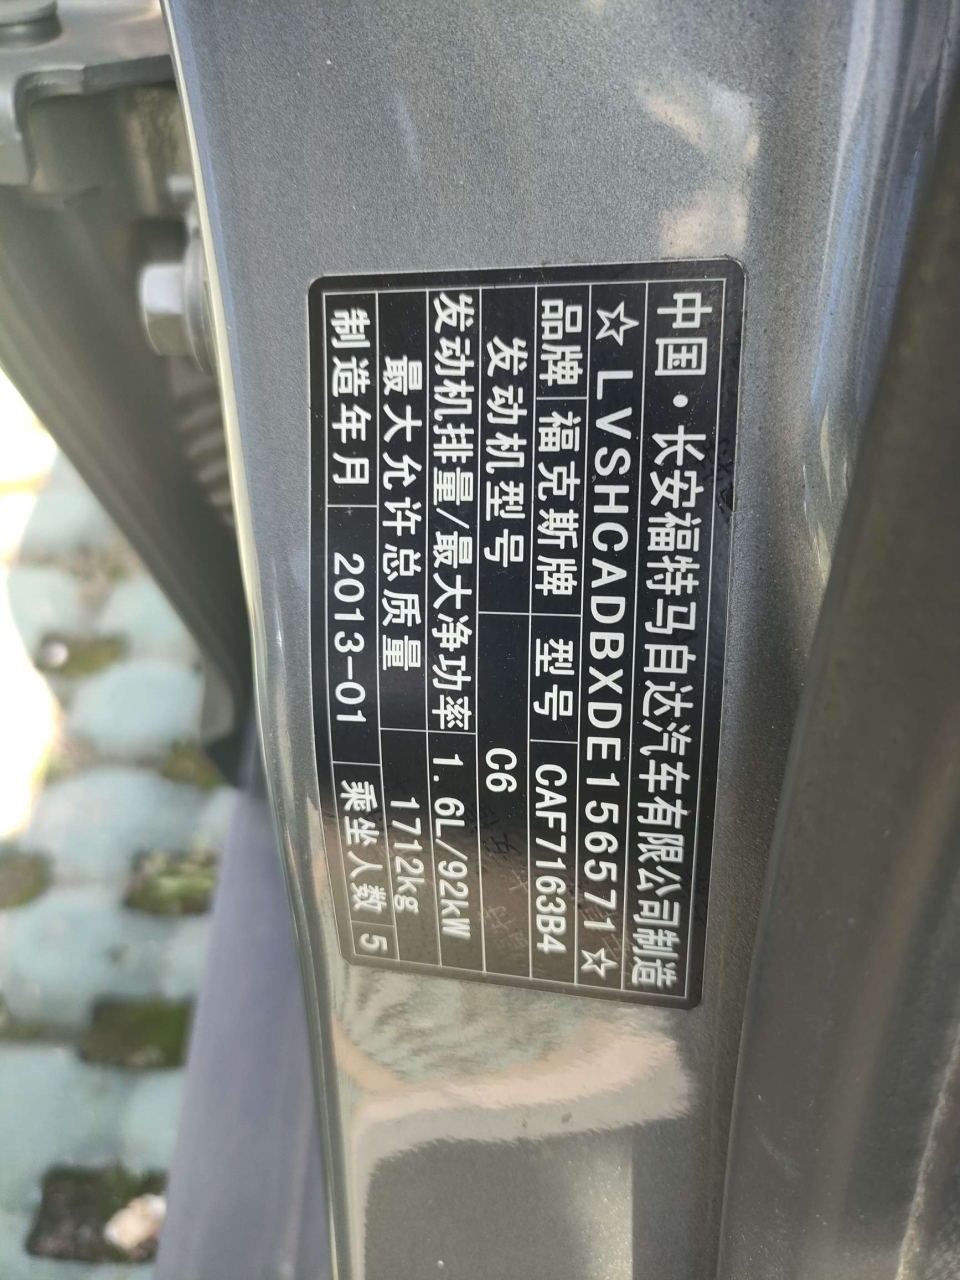 中国·长安福特马自达汽车有限公司制造
☆LVSHCADBXDE156571☆
品牌 福克斯牌 型号 CAF7163B4
发动机型号 C6
发动机排量/最大净功率 1.6L/92kW
最大允许总质量 1712kg
制造年月 2013-01 乘坐人数 5